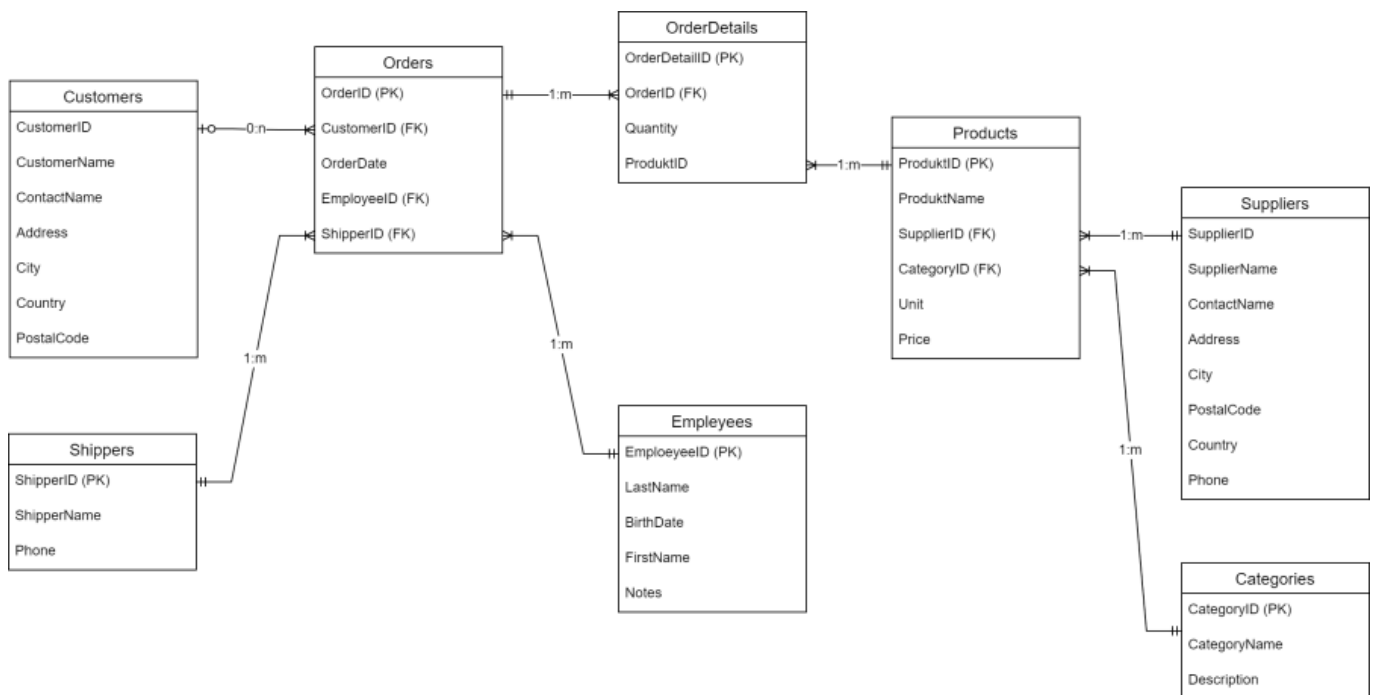 Customers
CustomerID
CustomerName
ContactName
Address
City
Country
PostalCode
0:n
Orders
OrderID (PK)
CustomerID (FK)
OrderDate
EmployeeID (FK)
ShipperID (FK)
1:m
OrderDetails
OrderDetailID (PK)
OrderID (FK)
Quantity
ProduktID
1:m
Products
ProduktID (PK)
ProduktName
SupplierID (FK)
CategoryID (FK)
Unit
Price
1:m
Suppliers
SupplierID
SupplierName
ContactName
Address
City
PostalCode
Country
Phone
1:m
Shippers
ShipperID (PK)
ShipperName
Phone
1:m
Empleyees
EmploeyeeID (PK)
LastName
BirthDate
FirstName
Notes
1:m
Categories
CategoryID (PK)
CategoryName
Description